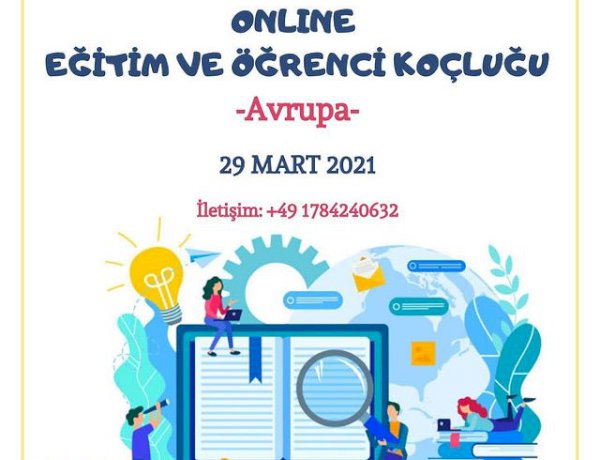 ONLINE
EĞİTİM VE ÖĞRENCİ KOÇLUĞU
-Avrupa-
29 MART 2021
İletişim: +49 1784240632